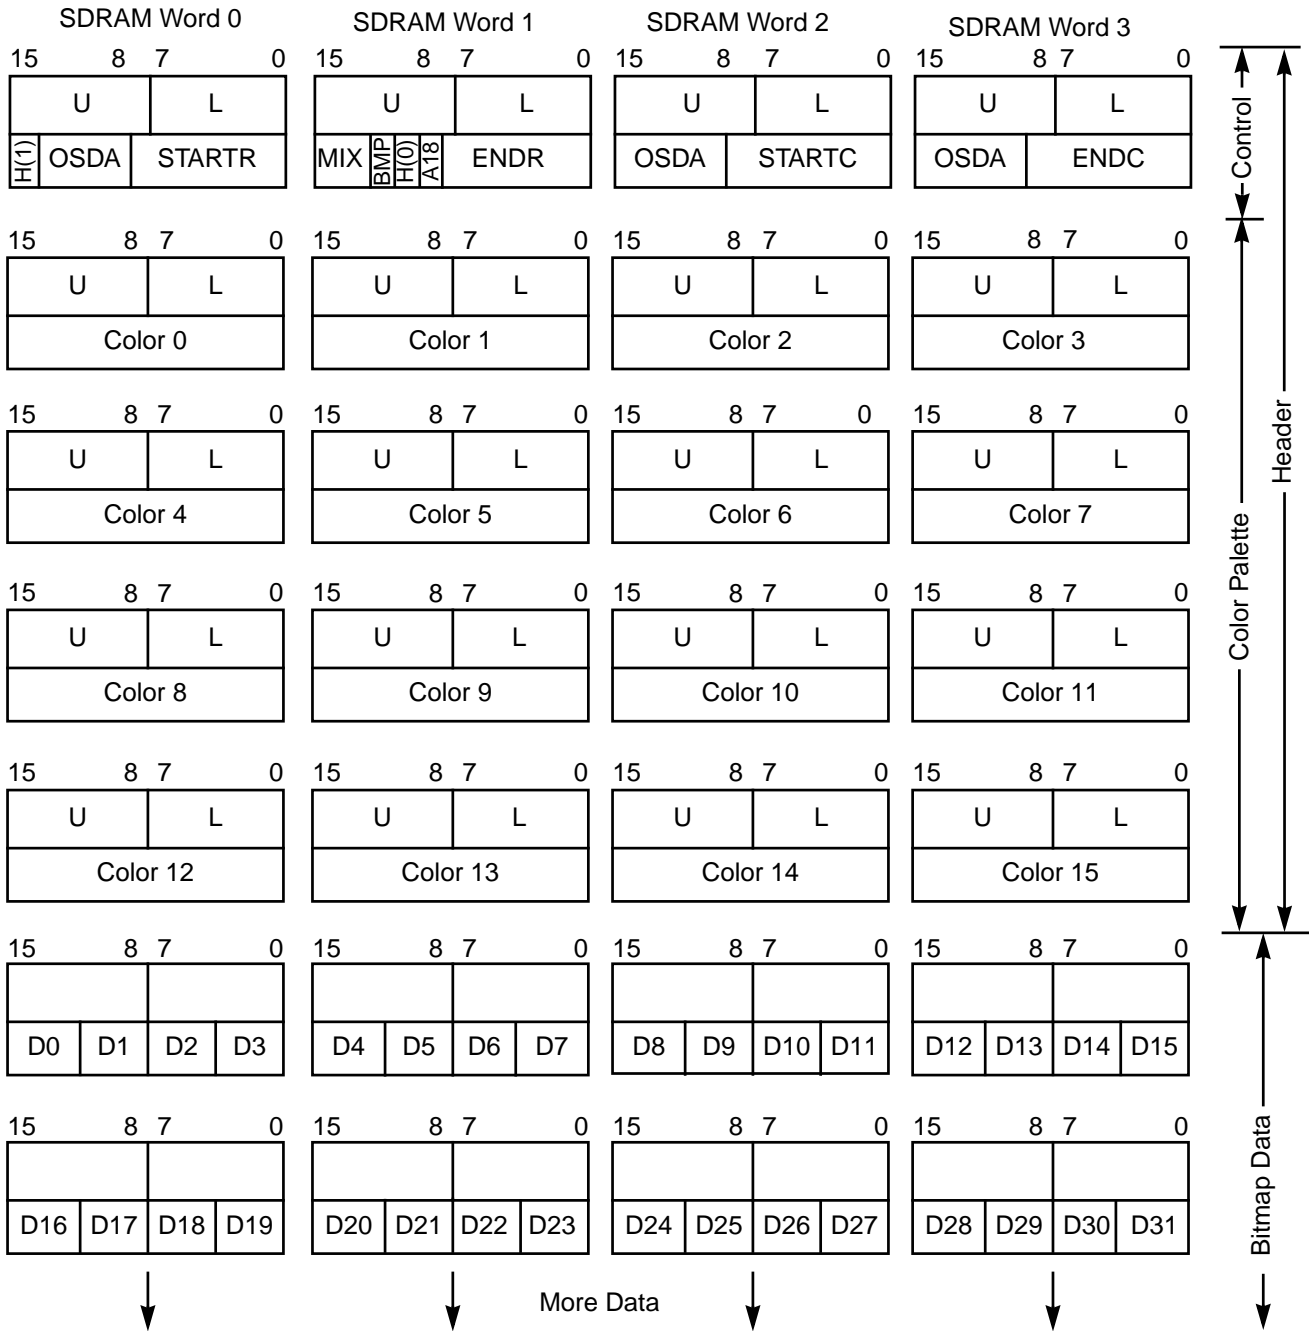 SDRAM Word 0 SDRAM Word 1 SDRAM Word 2 SDRAM Word 3
15 8 7 0 15 8 7 0 15 8 7 0 15 8 7 0
U L U L U L U L
H(1) OSDA STARTR MIX BMP H(0) A18 ENDR OSDA STARTC OSDA ENDC
Control
15 8 7 0 15 8 7 0 15 8 7 0 15 8 7 0
U L U L U L U L
Color 0 Color 1 Color 2 Color 3
15 8 7 0 15 8 7 0 15 8 7 0 15 8 7 0
U L U L U L U L
Color 4 Color 5 Color 6 Color 7
Header
Color Palette
15 8 7 0 15 8 7 0 15 8 7 0 15 8 7 0
U L U L U L U L
Color 8 Color 9 Color 10 Color 11
15 8 7 0 15 8 7 0 15 8 7 0 15 8 7 0
U L U L U L U L
Color 12 Color 13 Color 14 Color 15
15 8 7 0 15 8 7 0 15 8 7 0 15 8 7 0
D0 D1 D2 D3 D4 D5 D6 D7 D8 D9 D10 D11 D12 D13 D14 D15
15 8 7 0 15 8 7 0 15 8 7 0 15 8 7 0
D16 D17 D18 D19 D20 D21 D22 D23 D24 D25 D26 D27 D28 D29 D30 D31
Bitmap Data
More Data